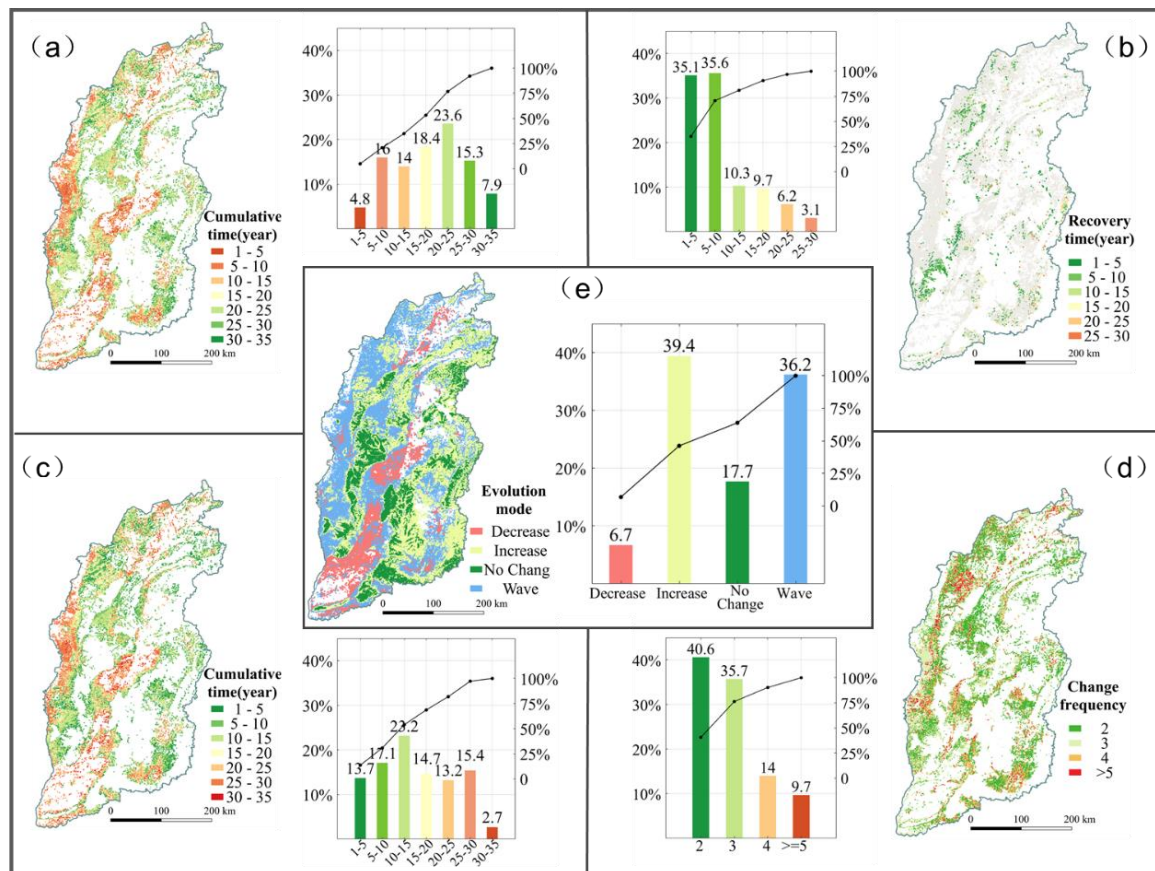 （a）
40%
30%
20%
10%
4.8
16
14
18.4
23.6
15.3
7.9
100%
75%
50%
25%
0
1-5
5-10
10-15
15-20
20-25
25-30
30-35
Cumulative
time(year)
1 - 5
5 - 10
10 - 15
15 - 20
20 - 25
25 - 30
30 - 35
0 100 200 km
（b）
40%
30%
20%
10%
35.1
35.6
10.3
9.7
6.2
3.1
100%
75%
50%
25%
0
1-5
5-10
10-15
15-20
20-25
25-30
Recovery
time(year)
1 - 5
5 - 10
10 - 15
15 - 20
20 - 25
25 - 30
0 100 200 km
（e）
Evolution
mode
Decrease
Increase
No Chang
Wave
0 100 200 km
40%
30%
20%
10%
6.7
39.4
17.7
36.2
100%
75%
50%
25%
0
Decrease Increase No Wave
Change
（c）
Cumulative
time(year)
1 - 5
5 - 10
10 - 15
15 - 20
20 - 25
25 - 30
30 - 35
0 100 200 km
40%
30%
20%
10%
13.7
17.1
23.2
14.7
13.2
15.4
2.7
100%
75%
50%
25%
0
1-5
5-10
10-15
15-20
20-25
25-30
30-35
（d）
40%
30%
20%
10%
40.6
35.7
14
9.7
100%
75%
50%
25%
0
2 3 4 >=5
Change
frequency
2
3
4
>5
0 100 200 km